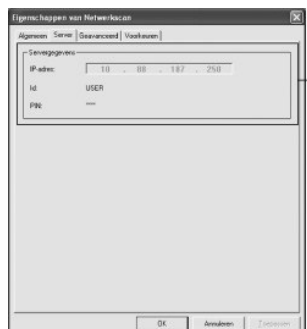 Eigenschappen van Netwerkscan
Algemeen Server Geavanceerd Voorkeuren
Servergegevens
IP-adres: 10 . 88 . 187 . 250
Id: USER
PIN: ****
OK Annuleren Toepassen